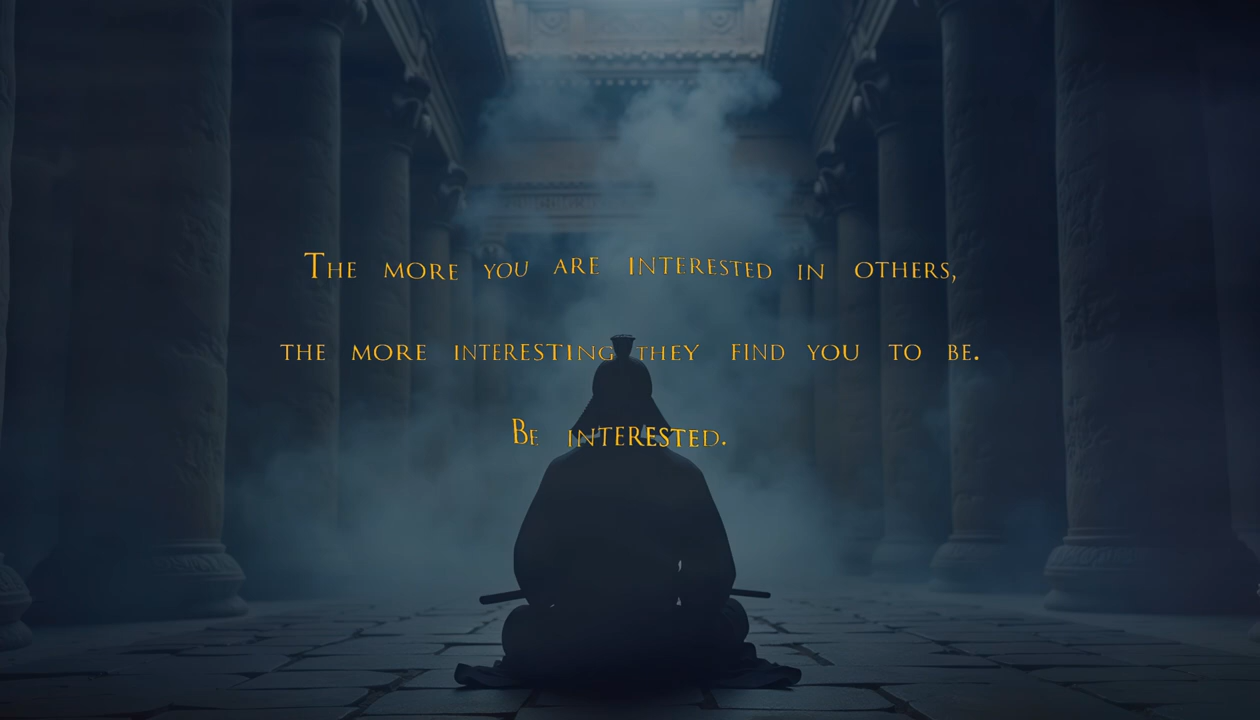 The more you are interested in others,
the more interesting they find you to be.
Be interested.